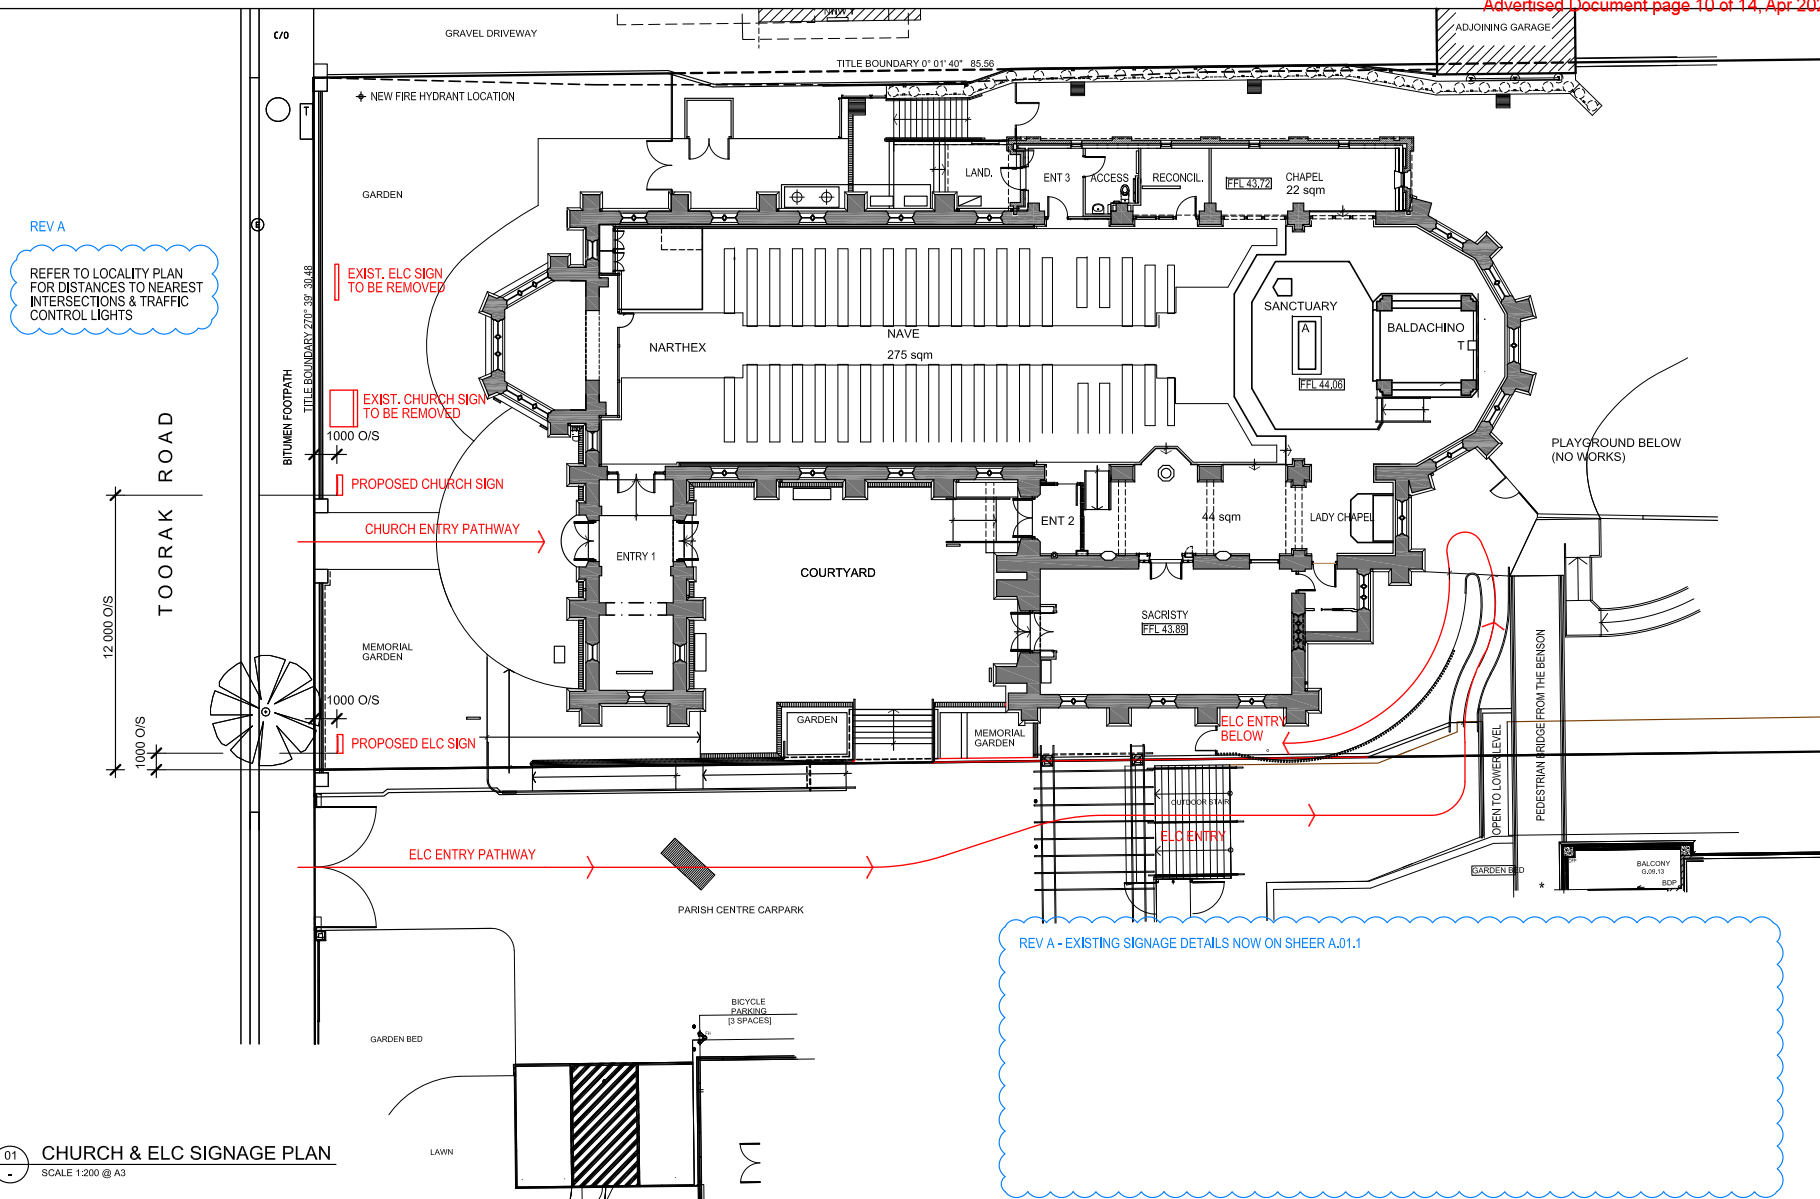 Advertised Document page 10 of 14, Apr 202
C/O
GRAVEL DRIVEWAY
ADJOINING GARAGE
TITLE BOUNDARY 0° 01' 40" 85.56
NEW FIRE HYDRANT LOCATION
T
GARDEN
LAND.
ENT 3
ACCESS
RECONCIL.
FFL 43.72
CHAPEL
22 sqm
REV A
REFER TO LOCALITY PLAN
FOR DISTANCES TO NEAREST
INTERSECTIONS & TRAFFIC
CONTROL LIGHTS
E
EXIST. ELC SIGN
TO BE REMOVED
TITLE BOUNDARY 270° 39' 30.48
BITUMEN FOOTPATH
TOORAK ROAD
NARTHEX
NAVE
275 sqm
SANCTUARY
A
BALDACHINO
T
FFL 44.06
EXIST. CHURCH SIGN
TO BE REMOVED
1000 O/S
PROPOSED CHURCH SIGN
CHURCH ENTRY PATHWAY
PLAYGROUND BELOW
(NO WORKS)
ENT 2
44 sqm
LADY CHAPEL
ENTRY 1
COURTYARD
SACRISTY
FFL 43.89
12 000 O/S
1000 O/S
MEMORIAL
GARDEN
1000 O/S
PROPOSED ELC SIGN
GARDEN
MEMORIAL
GARDEN
ELC ENTRY
BELOW
PEDESTRIAN BRIDGE FROM THE BENSON
OPEN TO LOWER LEVEL
OUTDOOR STAIR
ELC ENTRY
ELC ENTRY PATHWAY
PARISH CENTRE CARPARK
GARDEN BED
*
BALCONY
G.09.13
BDP
REV A - EXISTING SIGNAGE DETAILS NOW ON SHEER A.01.1
BICYCLE
PARKING
[3 SPACES]
GARDEN BED
LAWN
01
-
CHURCH & ELC SIGNAGE PLAN
SCALE 1:200 @ A3